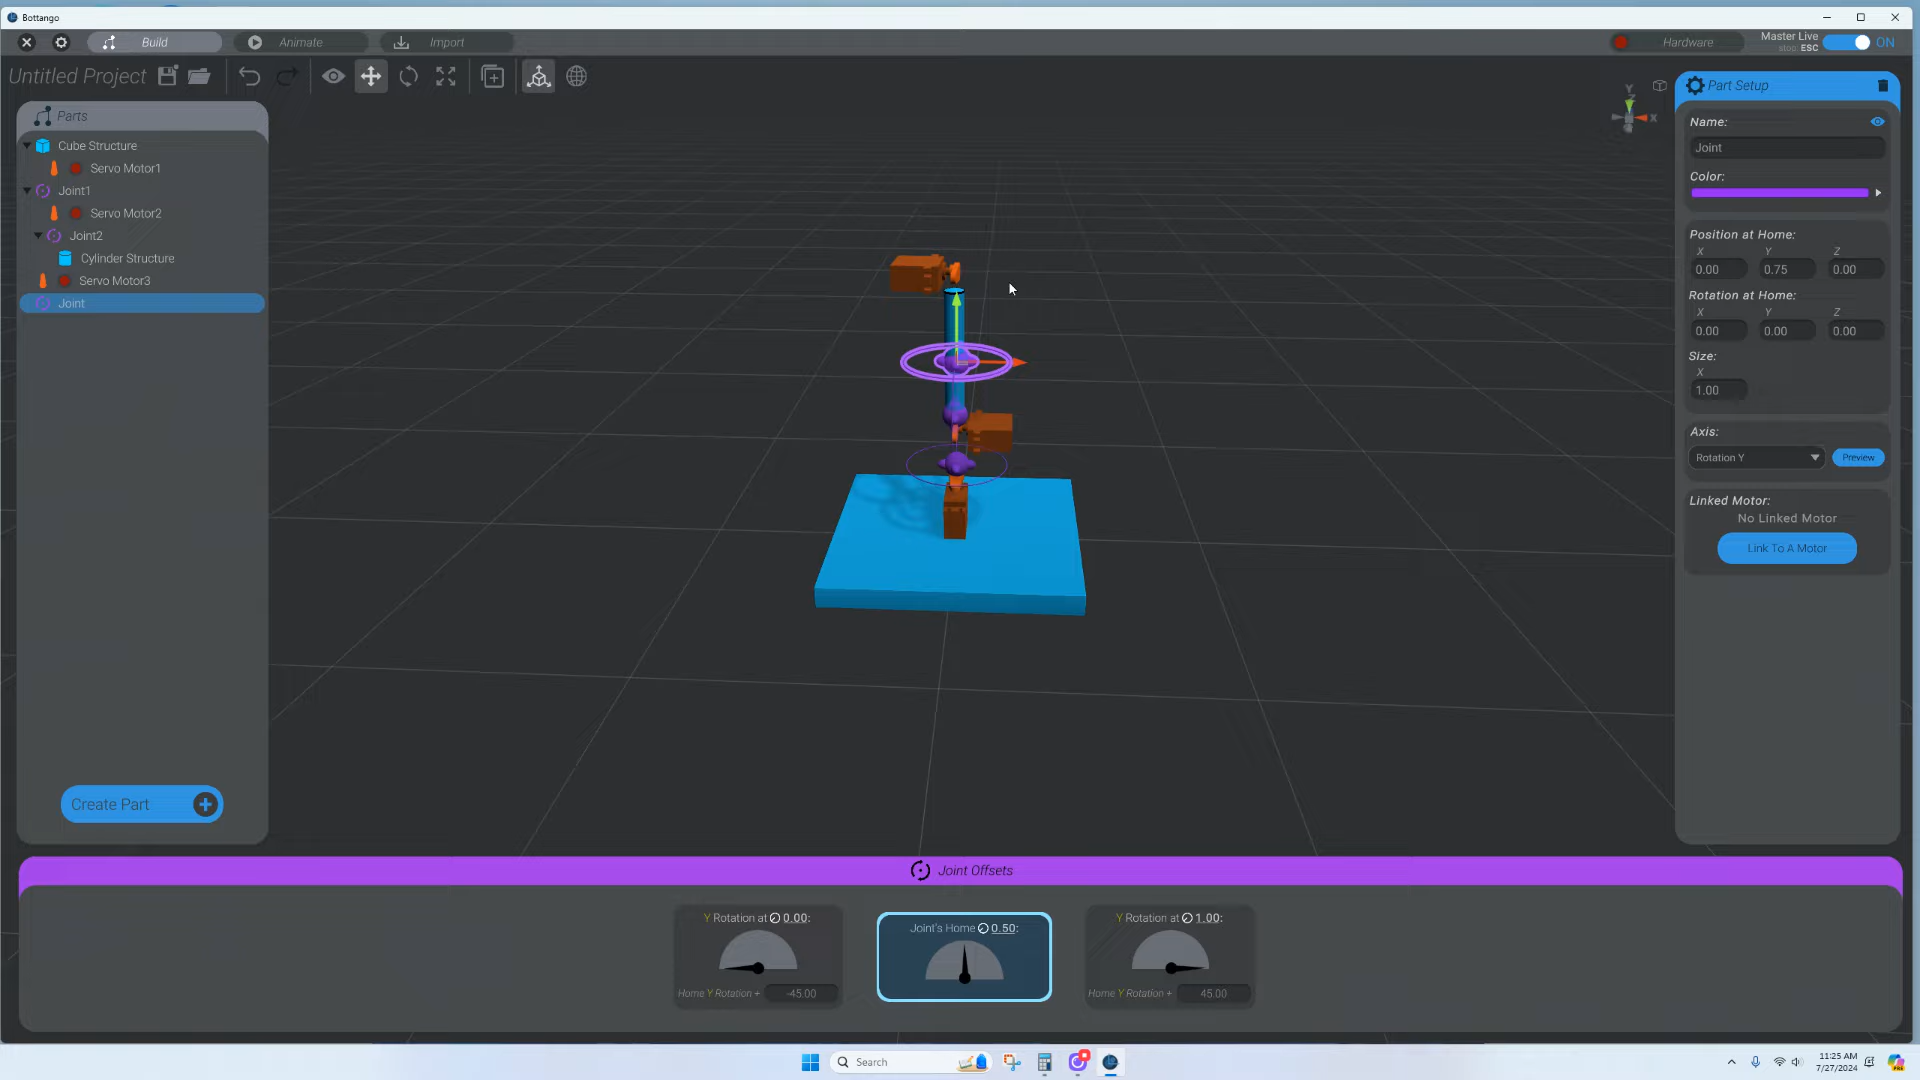 Bottango
Build
Animate
Import
Hardware
Master Live
stop: ESC
ON
Untitled Project
Parts
Cube Structure
Servo Motor1
Joint1
Servo Motor2
Joint2
Cylinder Structure
Servo Motor3
Joint
Create Part
Y
Z
X
Part Setup
Name:
Joint
Color:
Position at Home:
X Y Z
0.00 0.75 0.00
Rotation at Home:
X Y Z
0.00 0.00 0.00
Size:
X
1.00
Axis:
Rotation Y
Preview
Linked Motor:
No Linked Motor
Link To A Motor
Joint Offsets
Y Rotation at 0.00:
Home Y Rotation + -45.00
Joint's Home 0.50:
Y Rotation at 1.00:
Home Y Rotation + 45.00
Search
11:25 AM
7/27/2024